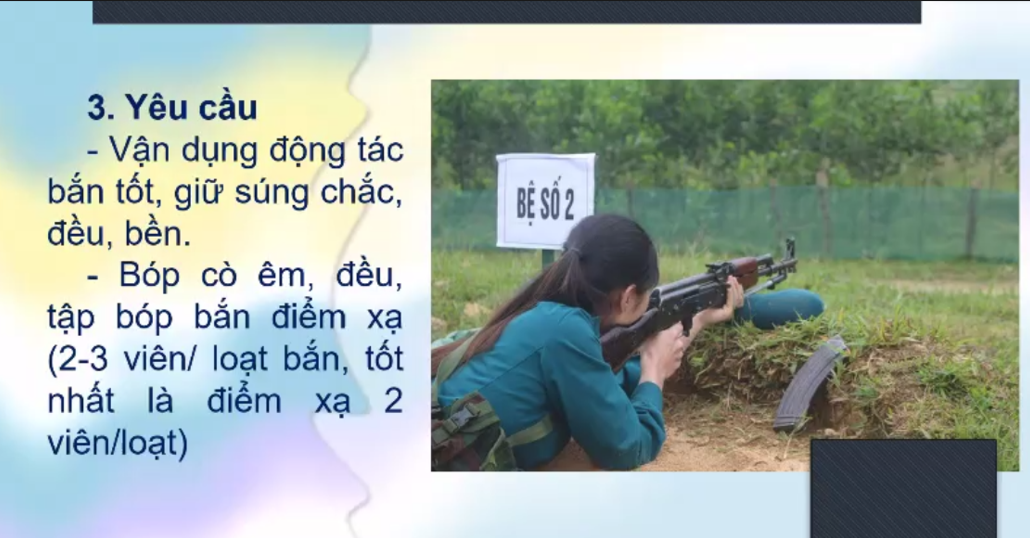 3. Yêu cầu
- Vận dụng động tác
bắn tốt, giữ súng chắc,
đều, bền.
- Bóp cò êm, đều,
tập bóp bắn điểm xạ
(2-3 viên/ loạt bắn, tốt
nhất là điểm xạ 2
viên/loạt)
BỆ SỐ 2